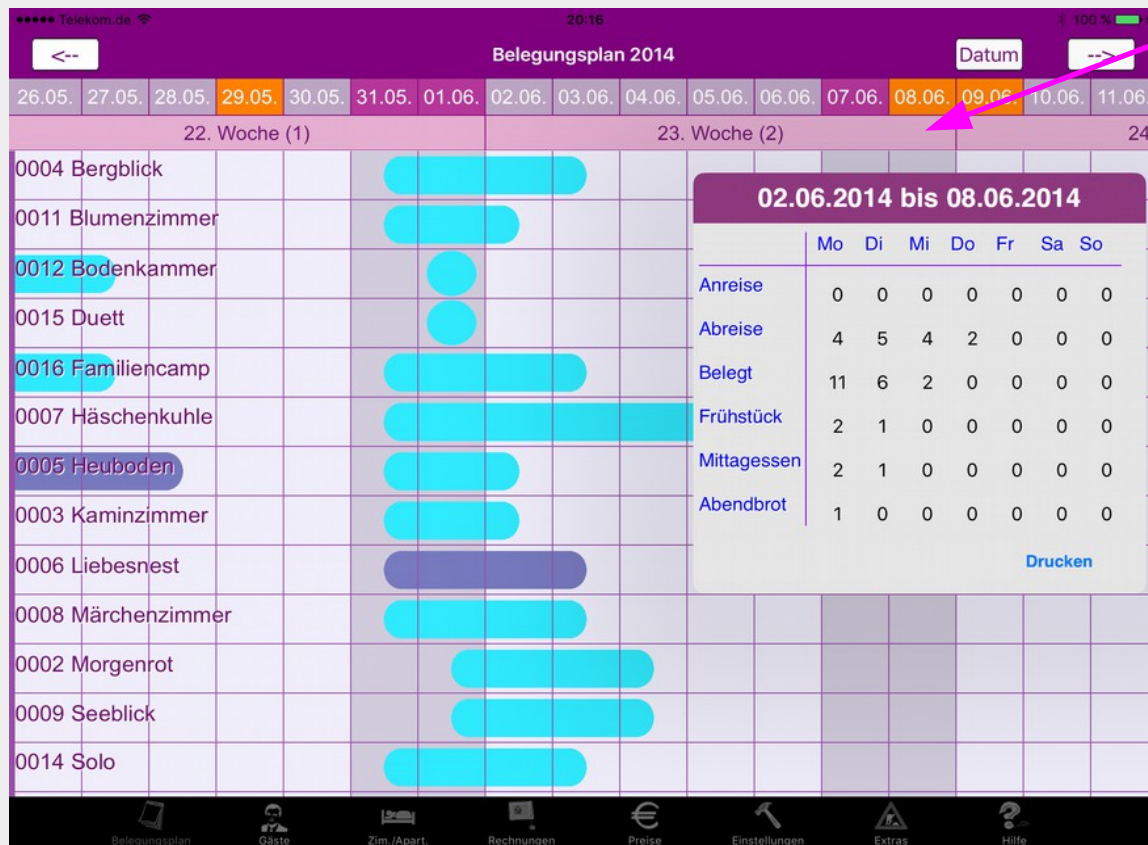 Telekom.de 20:16 100 %
<-- Belegungsplan 2014 Datum -->
26.05. 27.05. 28.05. 29.05. 30.05. 31.05. 01.06. 02.06. 03.06. 04.06. 05.06. 06.06. 07.06. 08.06. 09.06. 10.06. 11.06
22. Woche (1) 23. Woche (2) 24
0004 Bergblick
0011 Blumenzimmer
0012 Bodenkammer
0015 Duett
0016 Familiencamp
0007 Häschenkuhle
0005 Heuboden
0003 Kaminzimmer
0006 Liebesnest
0008 Märchenzimmer
0002 Morgenrot
0009 Seeblick
0014 Solo
02.06.2014 bis 08.06.2014
Mo Di Mi Do Fr Sa So
Anreise 0 0 0 0 0 0 0
Abreise 4 5 4 2 0 0 0
Belegt 11 6 2 0 0 0 0
Frühstück 2 1 0 0 0 0 0
Mittagessen 2 1 0 0 0 0 0
Abendbrot 1 0 0 0 0 0 0
Drucken
Belegungsplan Gäste Zim./Apart. Rechnungen Preise Einstellungen Extras Hilfe